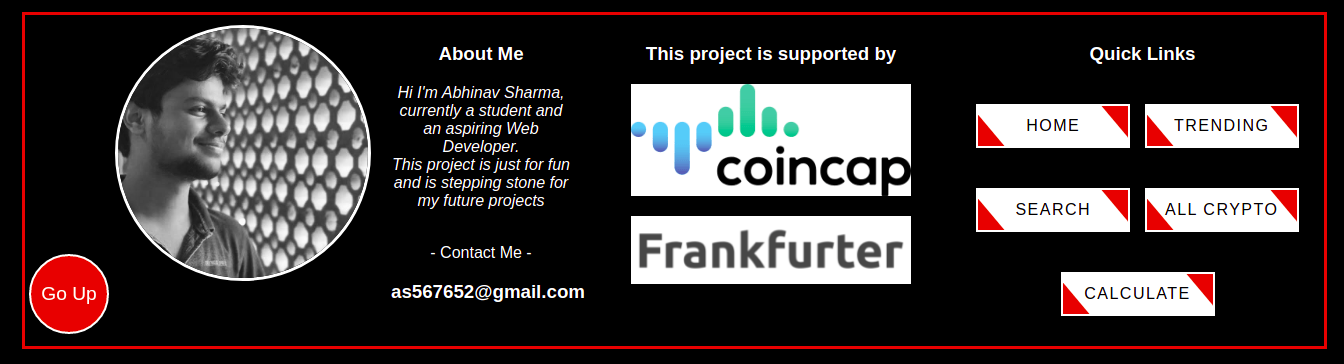 About Me
Hi I'm Abhinav Sharma,
currently a student and
an aspiring Web
Developer.
This project is just for fun
and is stepping stone for
my future projects
- Contact Me -
as567652@gmail.com
Go Up
This project is supported by
coincap
Frankfurter
Quick Links
HOME
TRENDING
SEARCH
ALL CRYPTO
CALCULATE